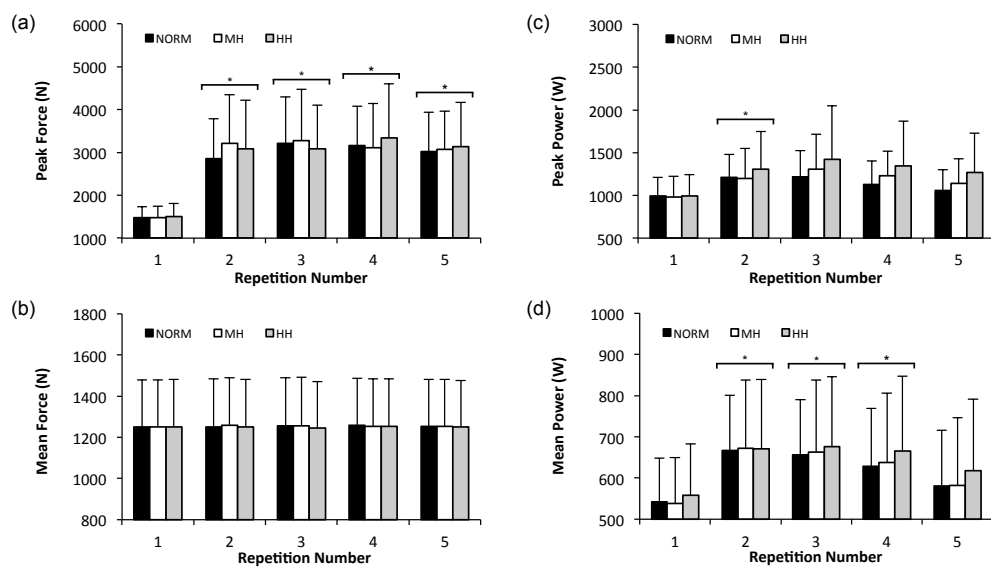 (a)
Peak Force (N)
6000
5000
4000
3000
2000
1000
NORM MH HH
* * * *
1 2 3 4 5
Repetition Number
(c)
Peak Power (W)
3000
2500
2000
1500
1000
500
NORM MH HH
*
1 2 3 4 5
Repetition Number
(b)
Mean Force (N)
1800
1600
1400
1200
1000
800
NORM MH HH
1 2 3 4 5
Repetition Number
(d)
Mean Power (W)
1000
900
800
700
600
500
NORM MH HH
* * *
1 2 3 4 5
Repetition Number